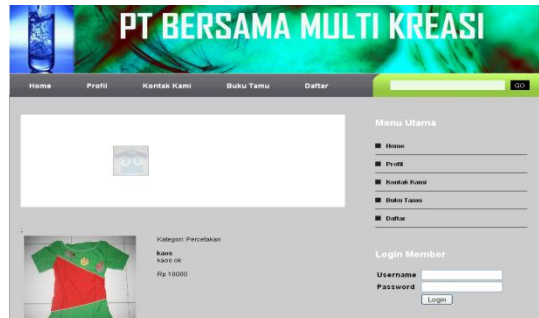 PT BERSAMA MULTI KREASI
Home Profil Kontak Kami Buku Tamu Daftar
GO
Menu Utama
Home
Profil
Kontak Kami
Buku Tamu
Daftar
Kategori: Percetakan
kaos
kaos ok
Rp 10000
Login Member
Username
Password
Login